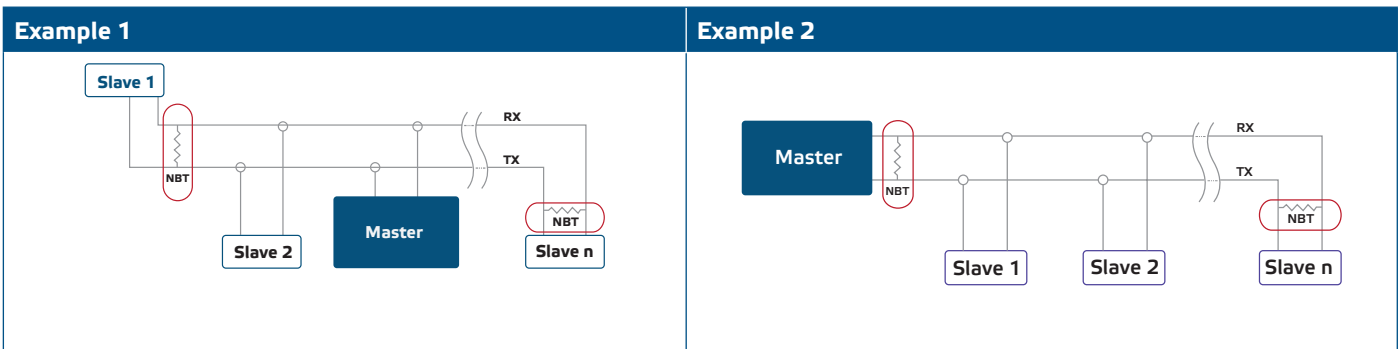 Example 1
Slave 1
RX
TX
NBT
NBT
Slave 2
Master
Slave n
Example 2
RX
Master
TX
NBT
NBT
Slave 1
Slave 2
Slave n